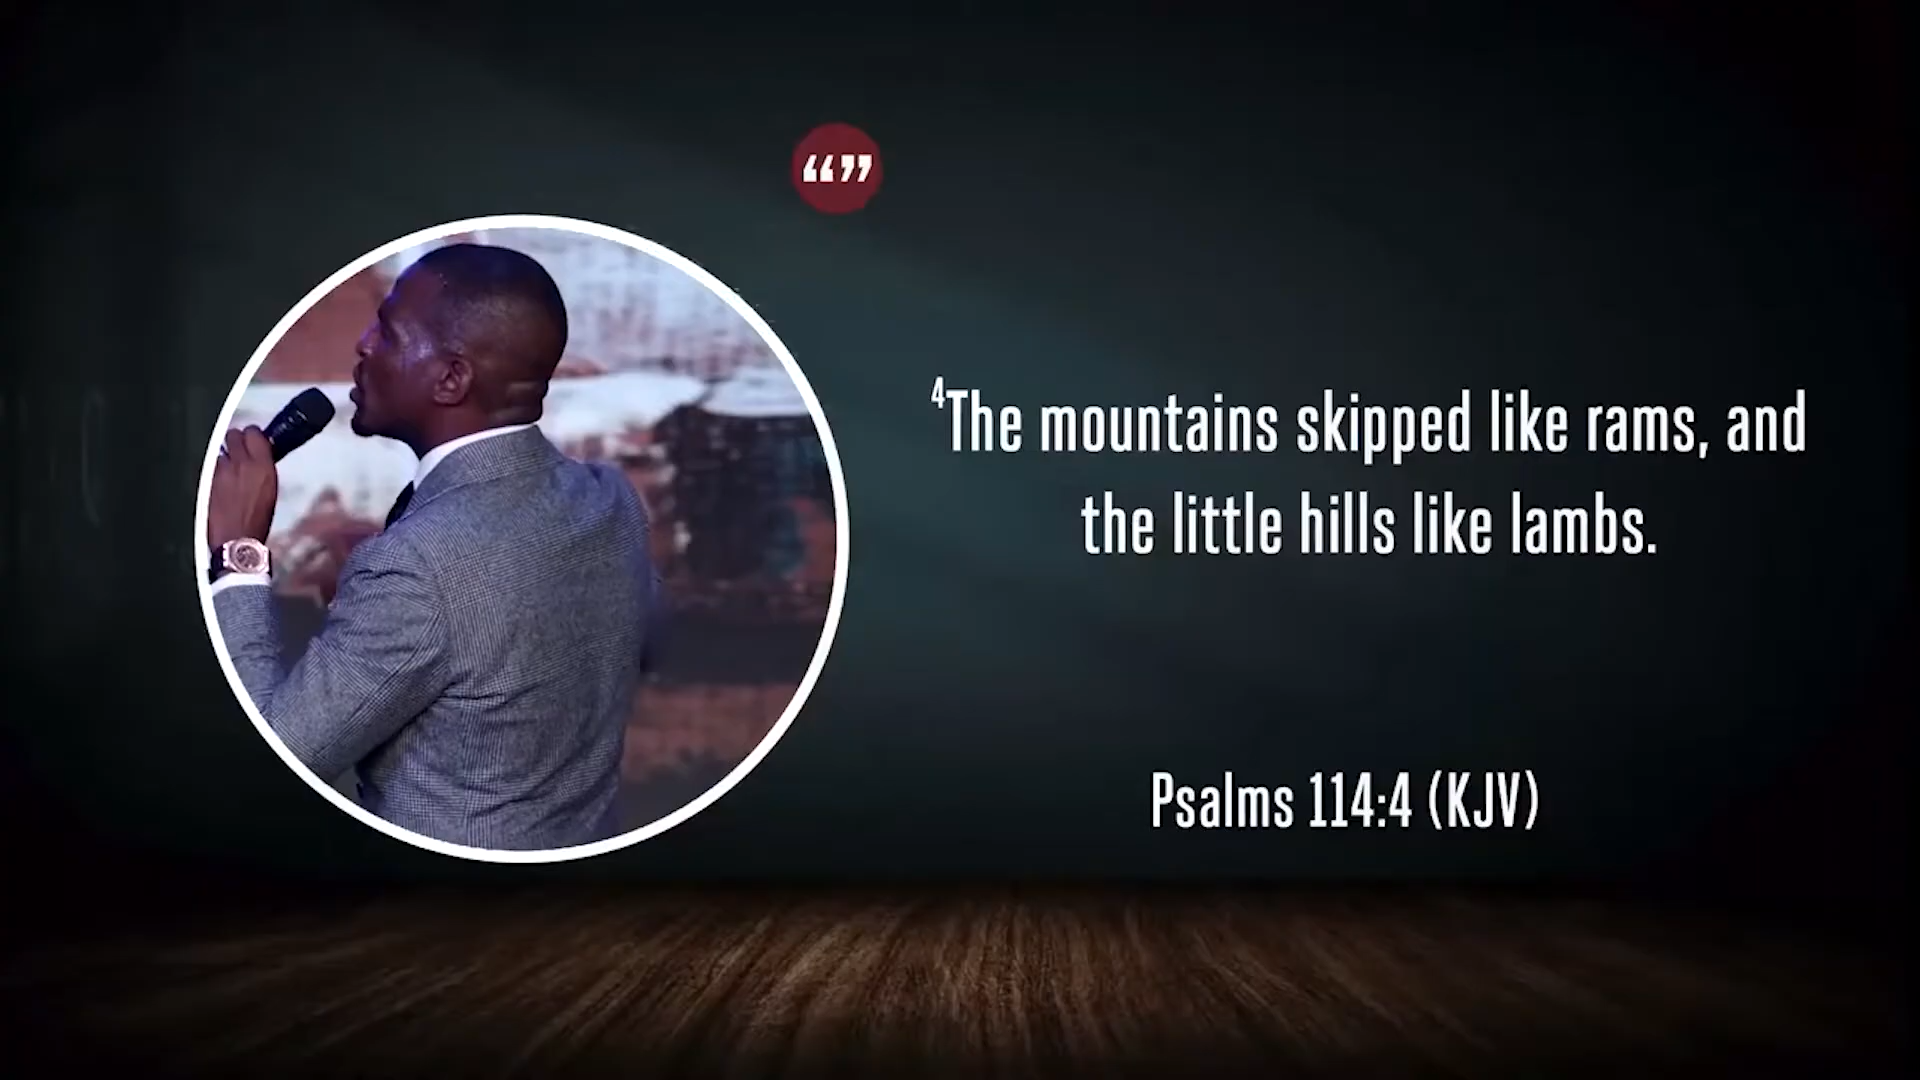 “”
⁴The mountains skipped like rams, and
the little hills like lambs.
Psalms 114:4 (KJV)